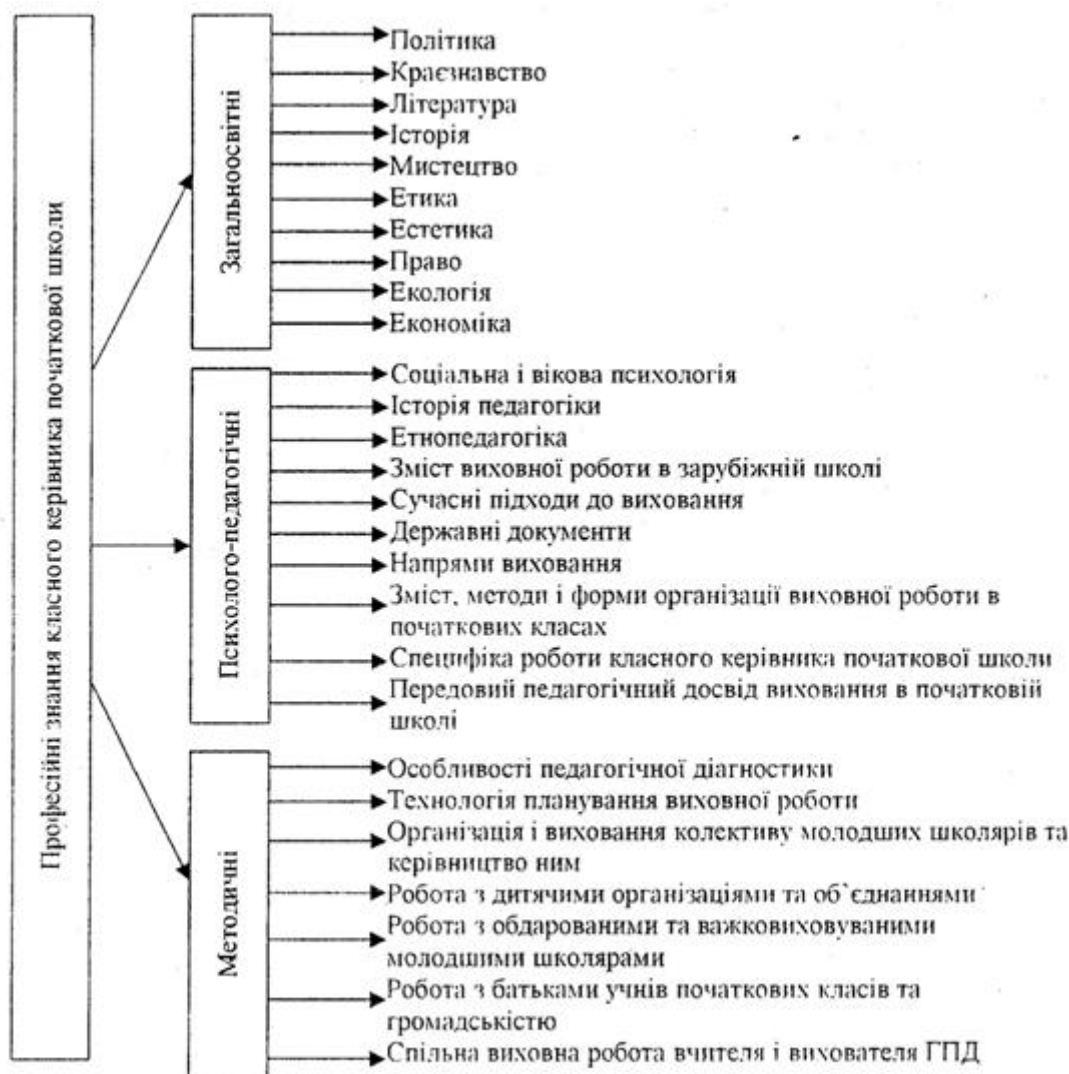 Професійні знання класного керівника початкової школи
Загальноосвітні
Політика
Краєзнавство
Література
Історія
Мистецтво
Етика
Естетика
Право
Екологія
Економіка
Психолого-педагогічні
Соціальна і вікова психологія
Історія педагогіки
Етнопедагогіка
Зміст виховної роботи в зарубіжній школі
Сучасні підходи до виховання
Державні документи
Напрями виховання
Зміст, методи і форми організації виховної роботи в
початкових класах
Специфіка роботи класного керівника початкової школи
Передовий педагогічний досвід виховання в початковій
школі
Методичні
Особливості педагогічної діагностики
Технологія планування виховної роботи
Організація і виховання колективу молодших школярів та
керівництво ним
Робота з дитячими організаціями та об`єднаннями
Робота з обдарованими та важковиховуваними
молодшими школярами
Робота з батьками учнів початкових класів та
громадськістю
Спільна виховна робота вчителя і вихователя ГПД